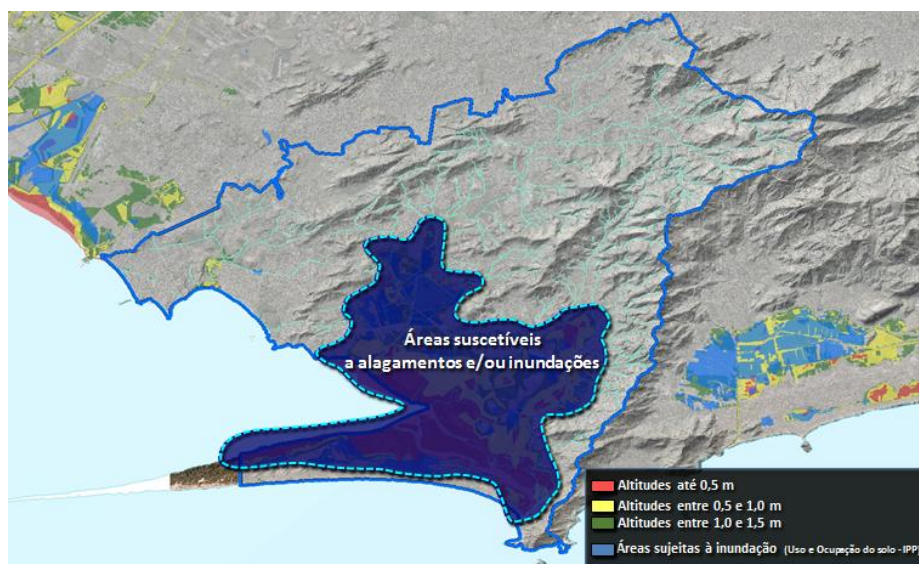 Áreas suscetíveis
a alagamentos e/ou inundações
Altitudes até 0,5 m
Altitudes entre 0,5 e 1,0 m
Altitudes entre 1,0 e 1,5 m
Áreas sujeitas à inundação (Uso e Ocupação do solo - IPP)